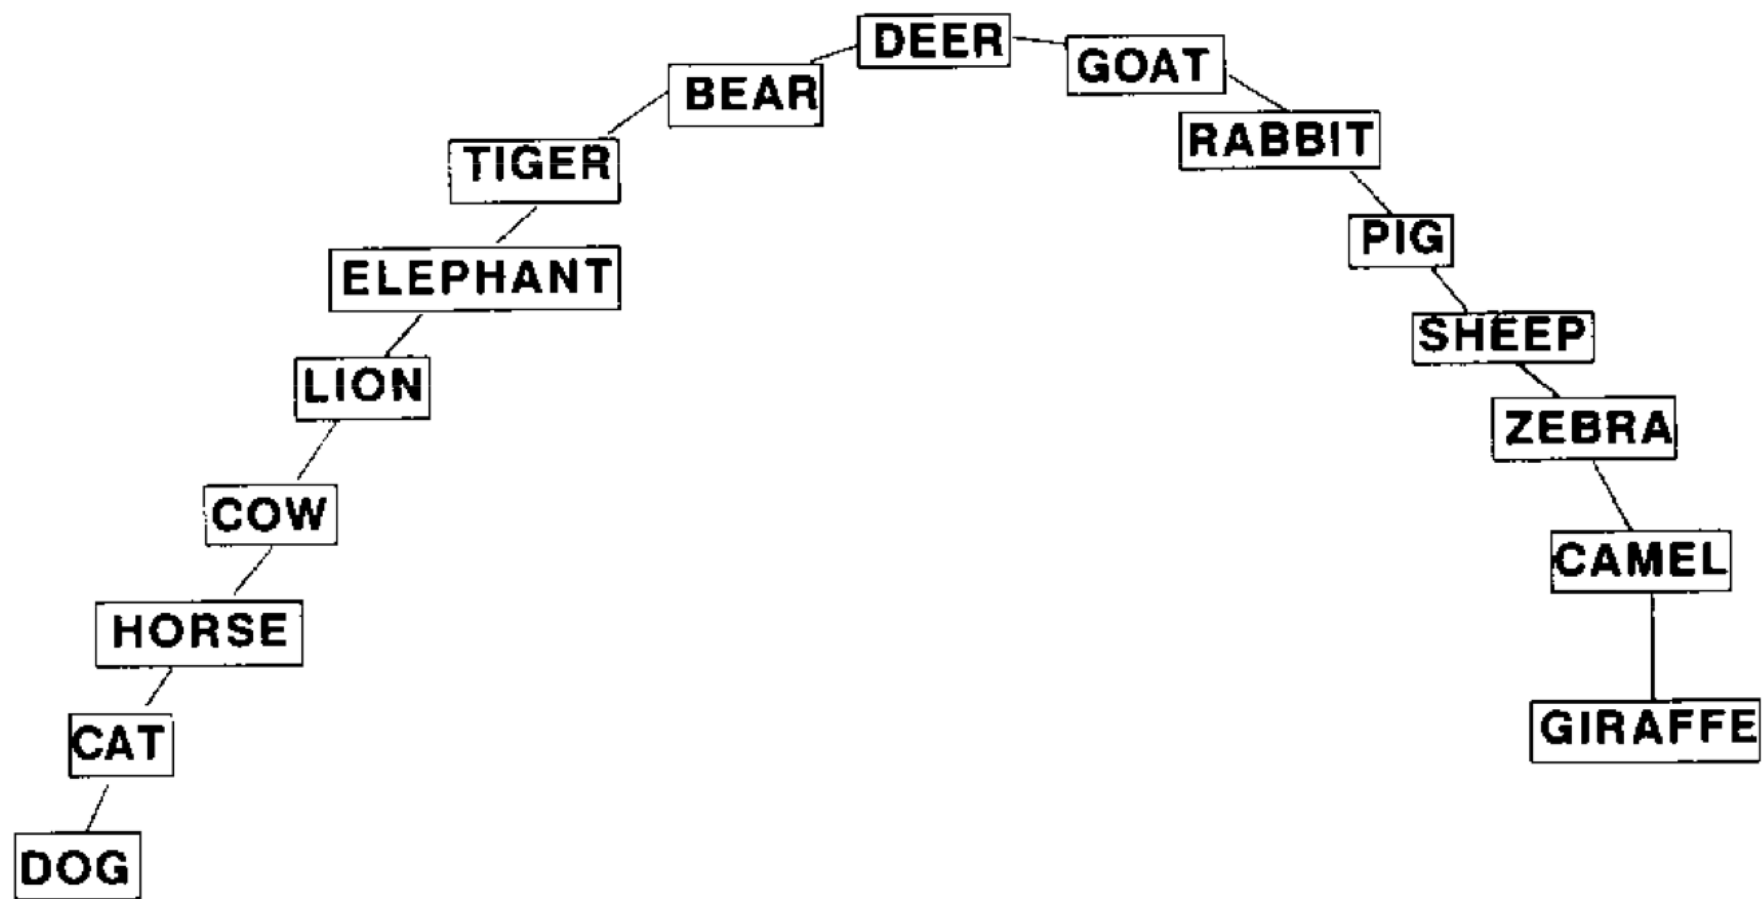 DEER
GOAT
BEAR
RABBIT
TIGER
PIG
ELEPHANT
SHEEP
LION
ZEBRA
COW
CAMEL
HORSE
GIRAFFE
CAT
DOG